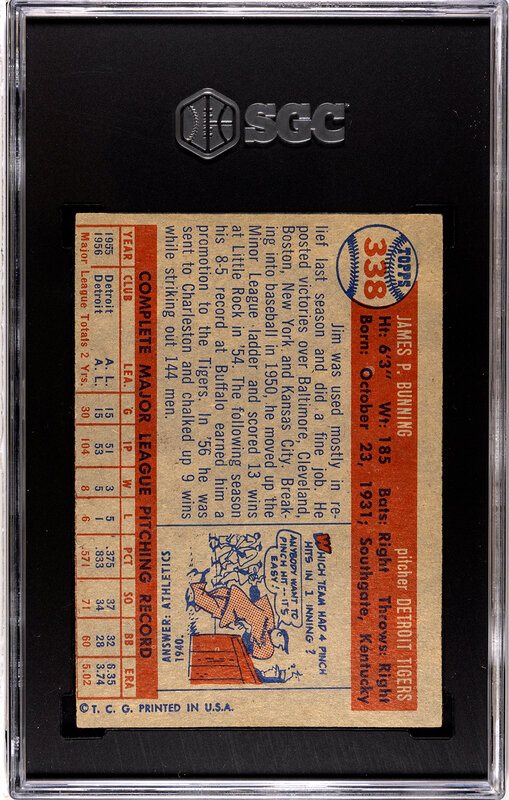 SGC
TOPPS
338
JAMES P. BUNNING pitcher DETROIT TIGERS
Ht: 6'3" Wt: 185 Bats: Right Throws: Right
Born: October 23, 1931; Southgate, Kentucky
Jim was used mostly in re-
lief last season and did a fine job. He
posted victories over Baltimore, Cleveland,
Boston, New York and Kansas City. Break-
ing into baseball in 1950, he moved up the
Minor League ladder and scored 13 wins
at Little Rock in '54. The following season
his 8-5 record at Buffalo earned him a
promotion to the Tigers. In '56 he was
sent to Charleston and chalked up 9 wins
while striking out 144 men.
WHICH TEAM HAD 4 PINCH
HITS IN 1 INNING?
ANYBODY WANT TO
PINCH HIT--IT'S
EASY!
ANSWER: ATHLETICS
1940.
COMPLETE MAJOR LEAGUE PITCHING RECORD
YEAR CLUB LEA. G IP W L PCT SO BB ERA
1955 Detroit A. L. 15 51 3 5 .375 37 32 6.35
1956 Detroit A. L. 15 53 5 1 .833 34 28 3.74
Major League Totals 2 Yrs. 30 104 8 6 .571 71 60 5.02
© T. C. G. PRINTED IN U.S.A.